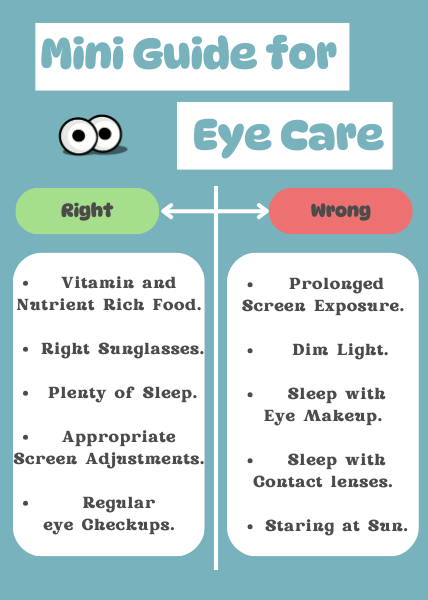 Mini Guide for
Eye Care
Right
Wrong
• Vitamin and
Nutrient Rich Food.
• Right Sunglasses.
• Plenty of Sleep.
• Appropriate
Screen Adjustments.
• Regular
eye Checkups.
• Prolonged
Screen Exposure.
• Dim Light.
• Sleep with
Eye Makeup.
• Sleep with
Contact lenses.
• Staring at Sun.